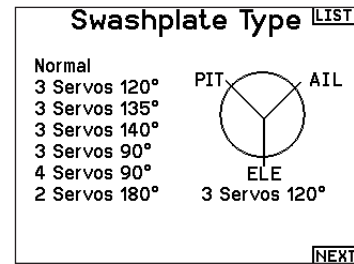 Swashplate Type
LIST
Normal
3 Servos 120°
3 Servos 135°
3 Servos 140°
3 Servos 90°
4 Servos 90°
2 Servos 180°
PIT
AIL
ELE
3 Servos 120°
NEXT